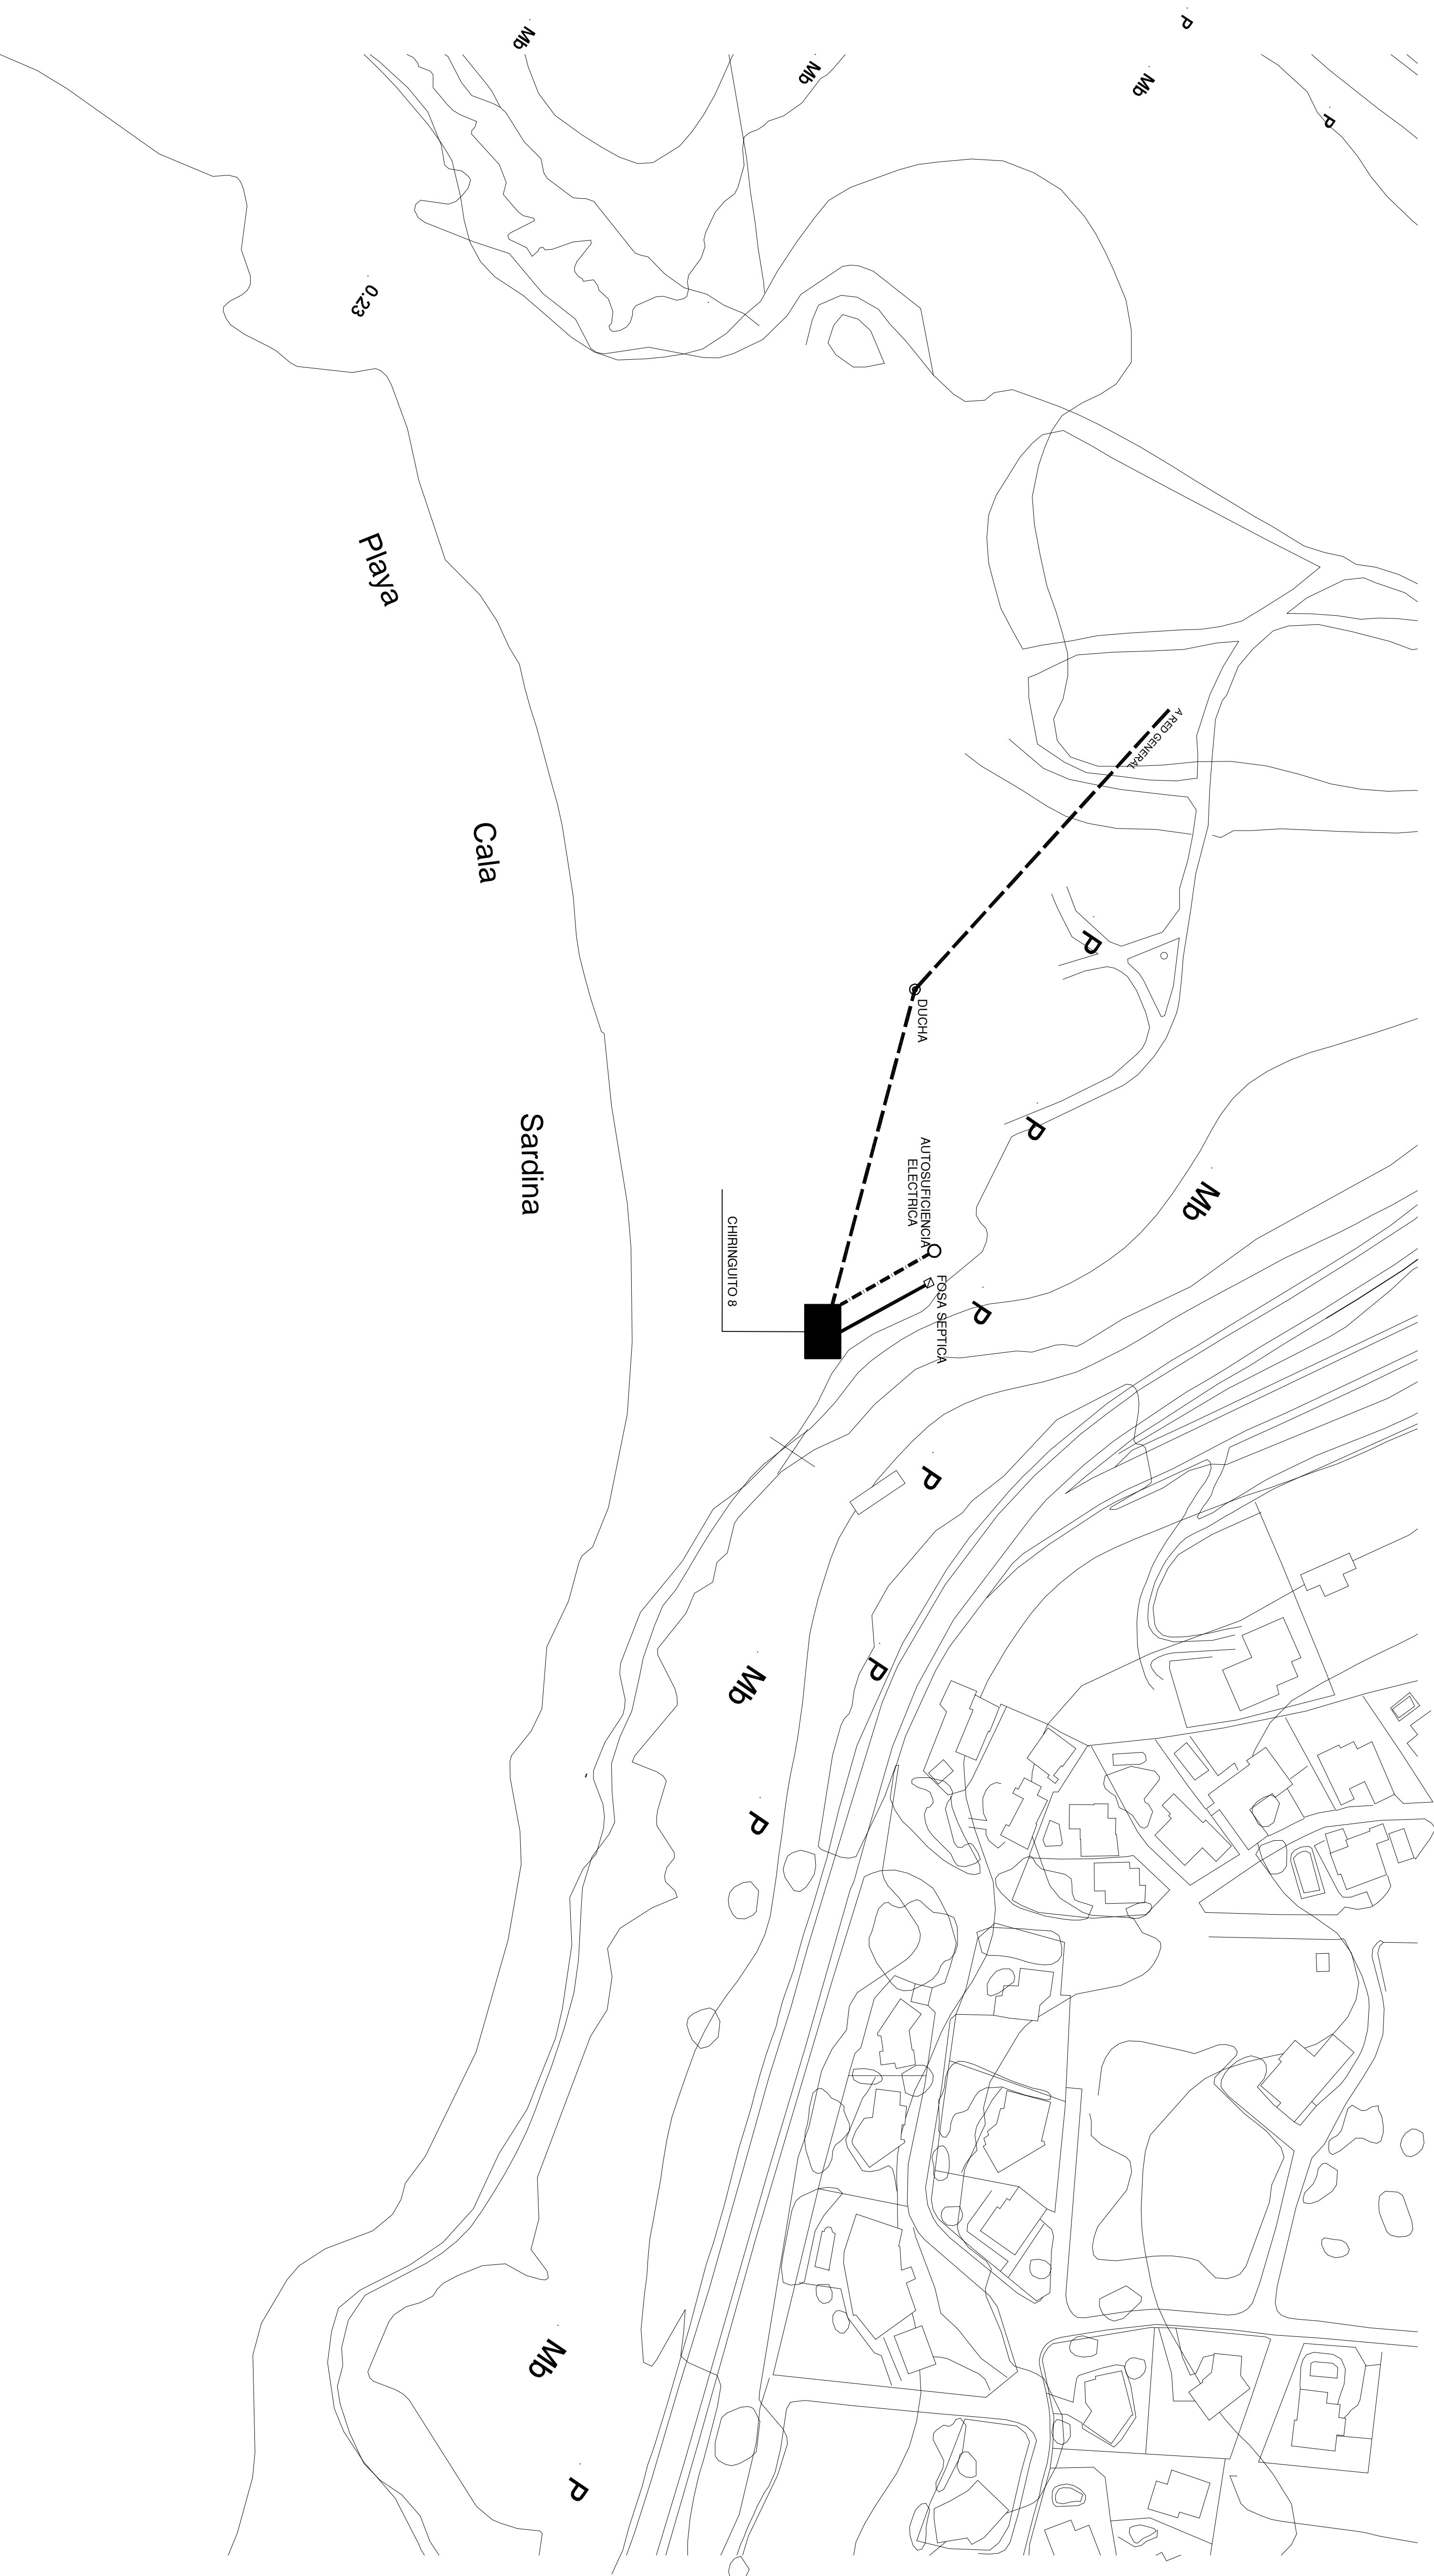 Mb
Mb
Mb
P
P
0.23
Playa
Cala
Sardina
A RED GENERAL
P
DUCHA
P
Mb
AUTOSUFICIENCIA
ELECTRICA
CHIRINGUITO 8
FOSA SEPTICA
P
P
Mb
P
P
Mb
P